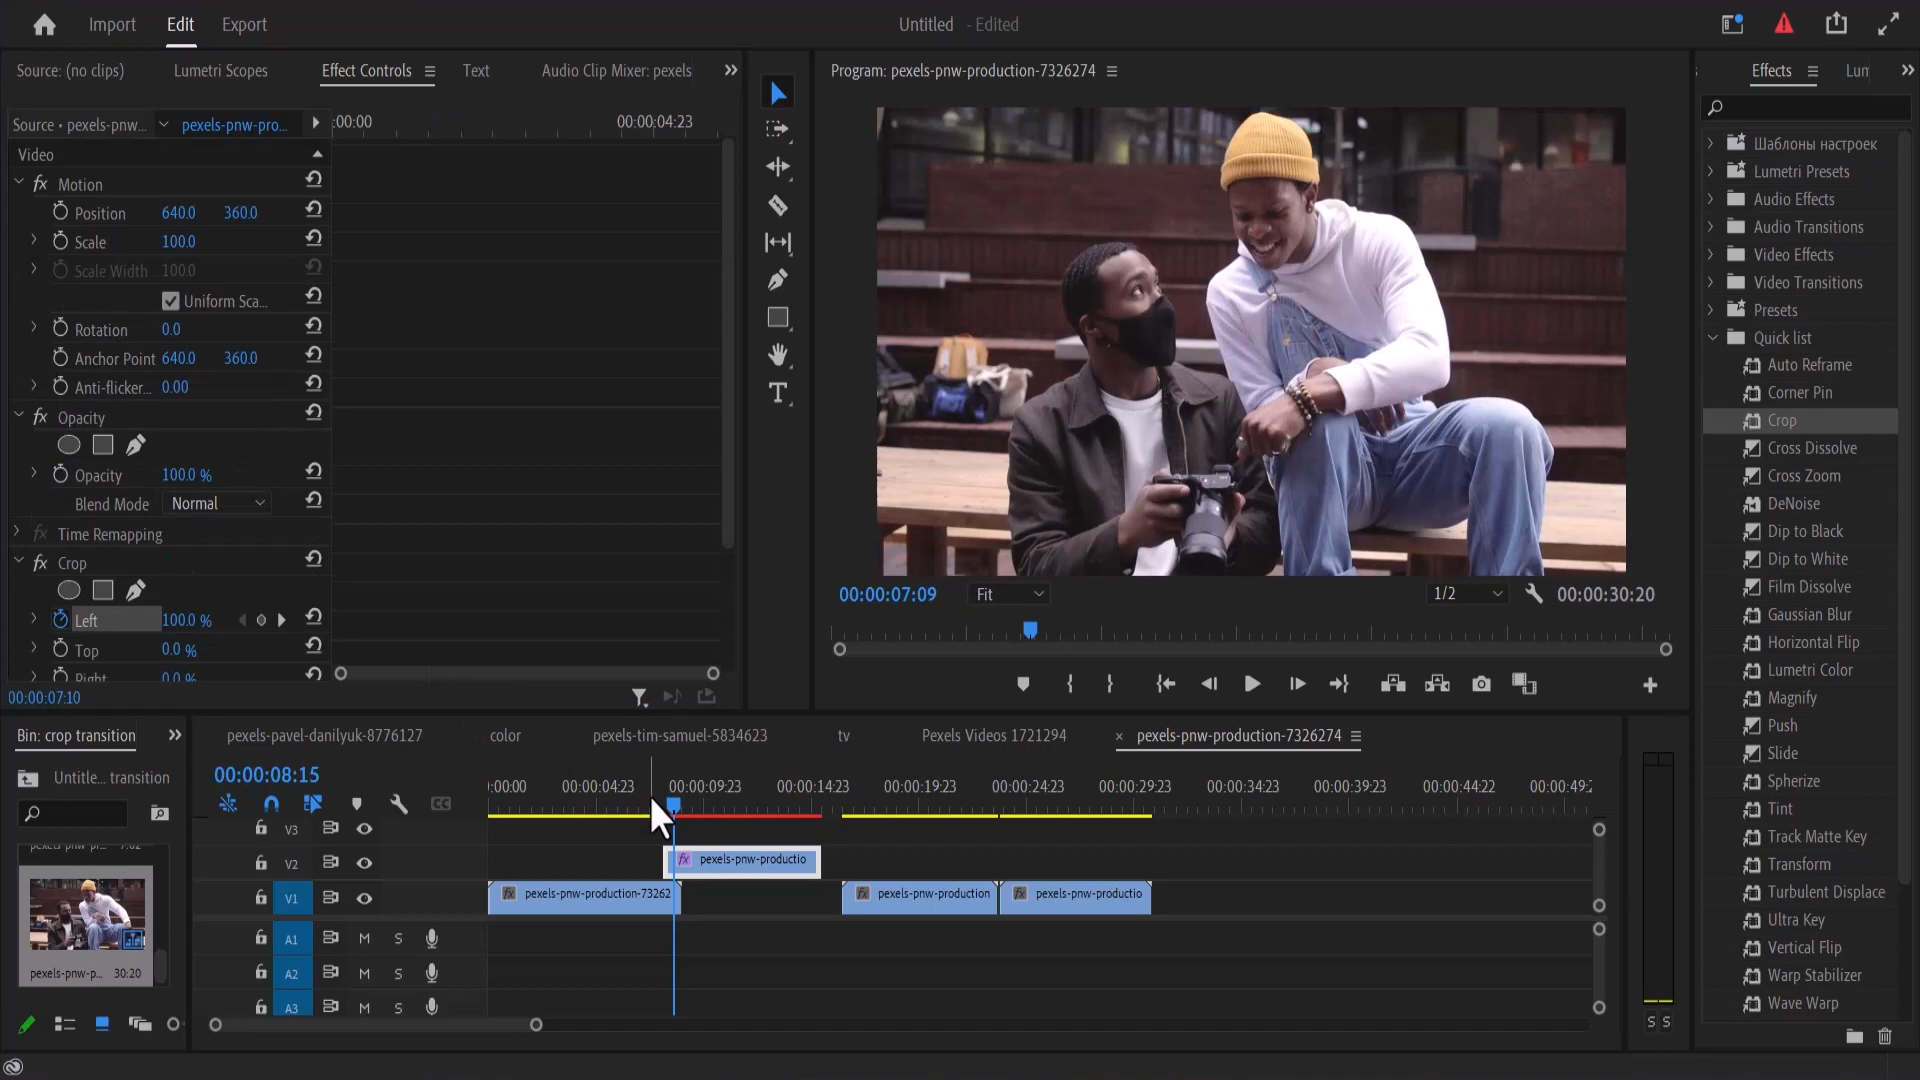 Import
Edit
Export
Untitled - Edited
Source: (no clips)
Lumetri Scopes
Effect Controls
Text
Audio Clip Mixer: pexels
Program: pexels-pnw-production-7326274
Effects
Lum
Source • pexels-pnw...
pexels-pnw-pro...
:00:00
00:00:04:23
Video
fx Motion
Position 640.0 360.0
Scale 100.0
Scale Width 100.0
Uniform Sca...
Rotation 0.0
Anchor Point 640.0 360.0
Anti-flicker... 0.00
fx Opacity
Opacity 100.0 %
Blend Mode Normal
fx Time Remapping
fx Crop
Left 100.0 %
Top 0.0 %
Right 0.0 %
00:00:07:10
00:00:07:09
Fit
1/2
00:00:30:20
Шаблоны настроек
Lumetri Presets
Audio Effects
Audio Transitions
Video Effects
Video Transitions
Presets
Quick list
Auto Reframe
Corner Pin
Crop
Cross Dissolve
Cross Zoom
DeNoise
Dip to Black
Dip to White
Film Dissolve
Gaussian Blur
Horizontal Flip
Lumetri Color
Magnify
Push
Slide
Spherize
Tint
Track Matte Key
Transform
Turbulent Displace
Ultra Key
Vertical Flip
Warp Stabilizer
Wave Warp
Bin: crop transition
Untitle... transition
pexels-pnw-p... 30:20
pexels-pavel-danilyuk-8776127
color
pexels-tim-samuel-5834623
tv
Pexels Videos 1721294
× pexels-pnw-production-7326274
00:00:08:15
CC
:00:00
00:00:04:23
00:00:09:23
00:00:14:23
00:00:19:23
00:00:24:23
00:00:29:23
00:00:34:23
00:00:39:23
00:00:44:22
00:00:49:2
V3
V2
fx pexels-pnw-productio
V1
fx pexels-pnw-production-73262
fx pexels-pnw-production
fx pexels-pnw-productio
A1 M S
A2 M S
A3 M S
S S